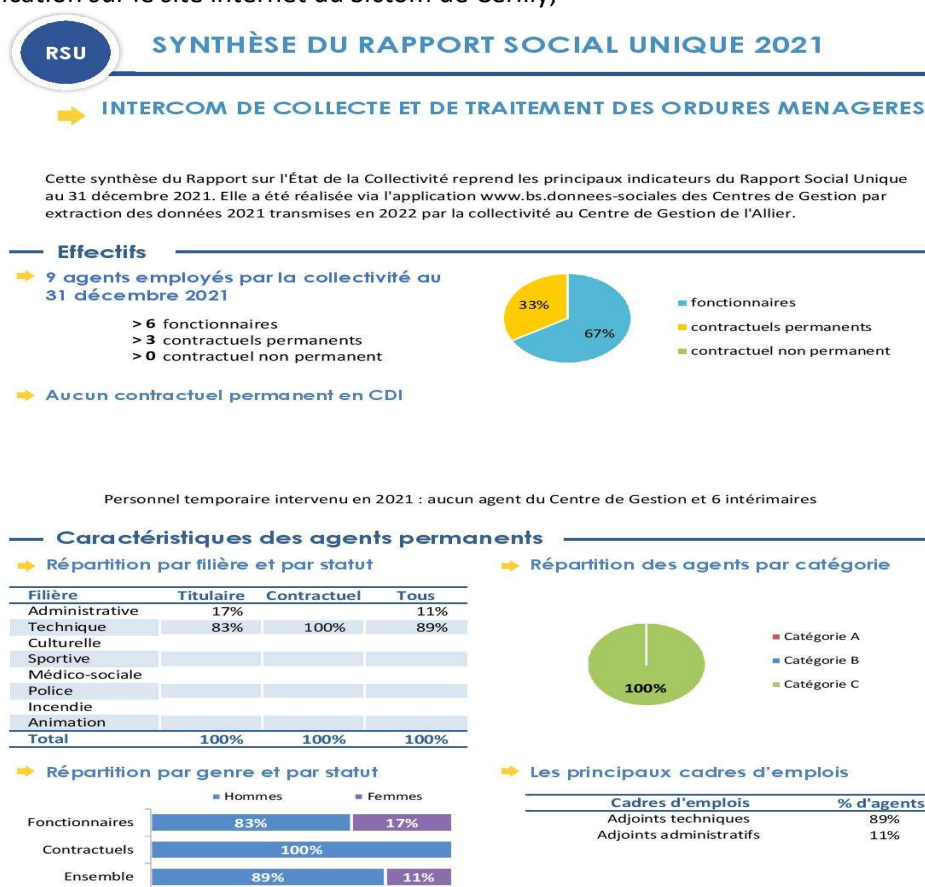 RSU
SYNTHÈSE DU RAPPORT SOCIAL UNIQUE 2021
INTERCOM DE COLLECTE ET DE TRAITEMENT DES ORDURES MENAGERES
Cette synthèse du Rapport sur l'État de la Collectivité reprend les principaux indicateurs du Rapport Social Unique
au 31 décembre 2021. Elle a été réalisée via l'application www.bs.donnees-sociales des Centres de Gestion par
extraction des données 2021 transmises en 2022 par la collectivité au Centre de Gestion de l'Allier.
Effectifs
9 agents employés par la collectivité au
31 décembre 2021
> 6 fonctionnaires
> 3 contractuels permanents
> 0 contractuel non permanent
33%
67%
fonctionnaires
contractuels permanents
contractuel non permanent
Aucun contractuel permanent en CDI
Personnel temporaire intervenu en 2021 : aucun agent du Centre de Gestion et 6 intérimaires
Caractéristiques des agents permanents
Répartition par filière et par statut
Filière Titulaire Contractuel Tous
Administrative 17% 11%
Technique 83% 100% 89%
Culturelle
Sportive
Médico-sociale
Police
Incendie
Animation
Total 100% 100% 100%
Répartition des agents par catégorie
100%
Catégorie A
Catégorie B
Catégorie C
Répartition par genre et par statut
Hommes Femmes
Fonctionnaires 83% 17%
Contractuels 100%
Ensemble 89% 11%
Les principaux cadres d'emplois
Cadres d'emplois % d'agents
Adjoints techniques 89%
Adjoints administratifs 11%